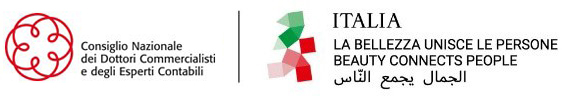 Consiglio Nazionale
dei Dottori Commercialisti
e degli Esperti Contabili
ITALIA
LA BELLEZZA UNISCE LE PERSONE
BEAUTY CONNECTS PEOPLE
الجمال يجمع النّاس